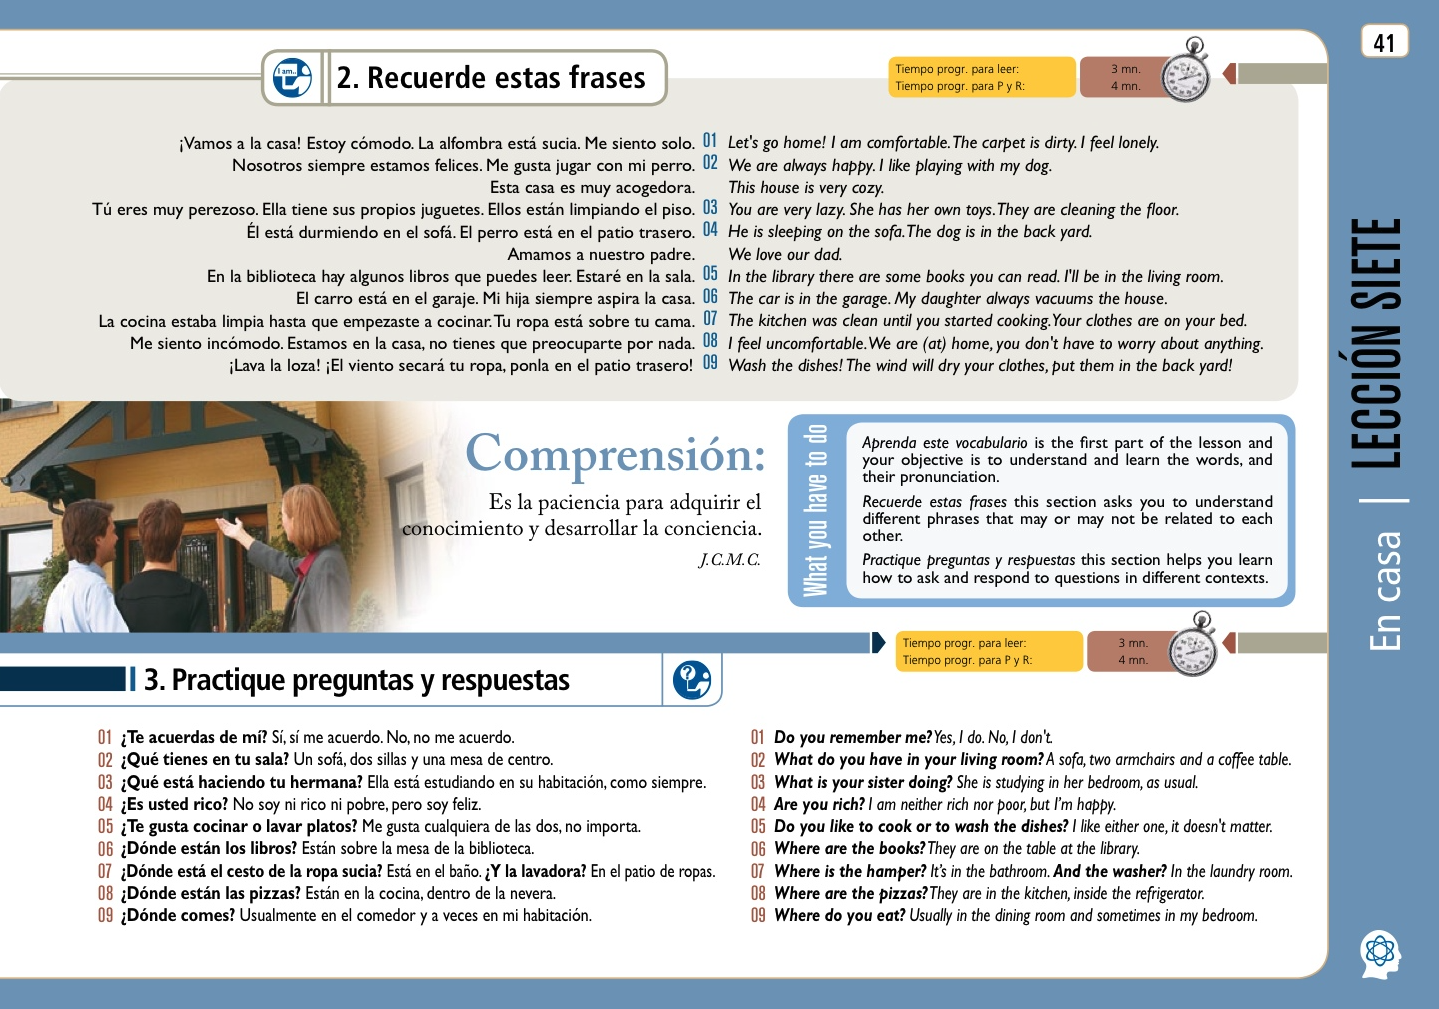 41
2. Recuerde estas frases
Tiempo progr. para leer: 3 mn.
Tiempo progr. para P y R: 4 mn.
¡Vamos a la casa! Estoy cómodo. La alfombra está sucia. Me siento solo. 01 Let's go home! I am comfortable. The carpet is dirty. I feel lonely.
Nosotros siempre estamos felices. Me gusta jugar con mi perro. 02 We are always happy. I like playing with my dog.
Esta casa es muy acogedora. This house is very cozy.
Tú eres muy perezoso. Ella tiene sus propios juguetes. Ellos están limpiando el piso. 03 You are very lazy. She has her own toys. They are cleaning the floor.
Él está durmiendo en el sofá. El perro está en el patio trasero. 04 He is sleeping on the sofa. The dog is in the back yard.
Amamos a nuestro padre. We love our dad.
En la biblioteca hay algunos libros que puedes leer. Estaré en la sala. 05 In the library there are some books you can read. I'll be in the living room.
El carro está en el garaje. Mi hija siempre aspira la casa. 06 The car is in the garage. My daughter always vacuums the house.
La cocina estaba limpia hasta que empezaste a cocinar. Tu ropa está sobre tu cama. 07 The kitchen was clean until you started cooking. Your clothes are on your bed.
Me siento incómodo. Estamos en la casa, no tienes que preocuparte por nada. 08 I feel uncomfortable. We are (at) home, you don't have to worry about anything.
¡Lava la loza! ¡El viento secará tu ropa, ponla en el patio trasero! 09 Wash the dishes! The wind will dry your clothes, put them in the back yard!
Comprensión:
Es la paciencia para adquirir el
conocimiento y desarrollar la conciencia.
J.C.M.C.
What you have to do
Aprenda este vocabulario is the first part of the lesson and
your objective is to understand and learn the words, and
their pronunciation.
Recuerde estas frases this section asks you to understand
different phrases that may or may not be related to each
other.
Practique preguntas y respuestas this section helps you learn
how to ask and respond to questions in different contexts.
Tiempo progr. para leer: 3 mn.
Tiempo progr. para P y R: 4 mn.
3. Practique preguntas y respuestas
01 ¿Te acuerdas de mí? Sí, sí me acuerdo. No, no me acuerdo.
02 ¿Qué tienes en tu sala? Un sofá, dos sillas y una mesa de centro.
03 ¿Qué está haciendo tu hermana? Ella está estudiando en su habitación, como siempre.
04 ¿Es usted rico? No soy ni rico ni pobre, pero soy feliz.
05 ¿Te gusta cocinar o lavar platos? Me gusta cualquiera de las dos, no importa.
06 ¿Dónde están los libros? Están sobre la mesa de la biblioteca.
07 ¿Dónde está el cesto de la ropa sucia? Está en el baño. ¿Y la lavadora? En el patio de ropas.
08 ¿Dónde están las pizzas? Están en la cocina, dentro de la nevera.
09 ¿Dónde comes? Usualmente en el comedor y a veces en mi habitación.
01 Do you remember me? Yes, I do. No, I don't.
02 What do you have in your living room? A sofa, two armchairs and a coffee table.
03 What is your sister doing? She is studying in her bedroom, as usual.
04 Are you rich? I am neither rich nor poor, but I'm happy.
05 Do you like to cook or to wash the dishes? I like either one, it doesn't matter.
06 Where are the books? They are on the table at the library.
07 Where is the hamper? It's in the bathroom. And the washer? In the laundry room.
08 Where are the pizzas? They are in the kitchen, inside the refrigerator.
09 Where do you eat? Usually in the dining room and sometimes in my bedroom.
En casa | LECCIÓN SIETE
I am...